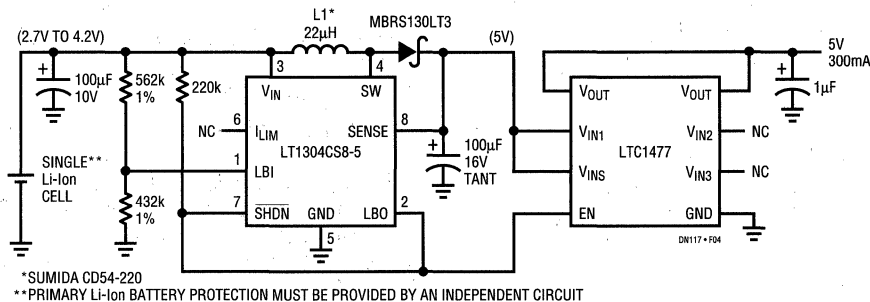 L1*
22µH
MBRS130LT3
(2.7V TO 4.2V)
(5V)
5V
300mA
100µF
10V
562k
1%
220k
3
4
VIN
SW
NC
6
ILIM
SENSE
8
LT1304CS8-5
1
LBI
7
SHDN
GND
LBO
2
5
SINGLE**
Li-Ion
CELL
432k
1%
100µF
16V
TANT
VOUT
VOUT
1µF
VIN1
VIN2
NC
LTC1477
VINS
VIN3
NC
EN
GND
DN117 • F04
*SUMIDA CD54-220
**PRIMARY Li-Ion BATTERY PROTECTION MUST BE PROVIDED BY AN INDEPENDENT CIRCUIT